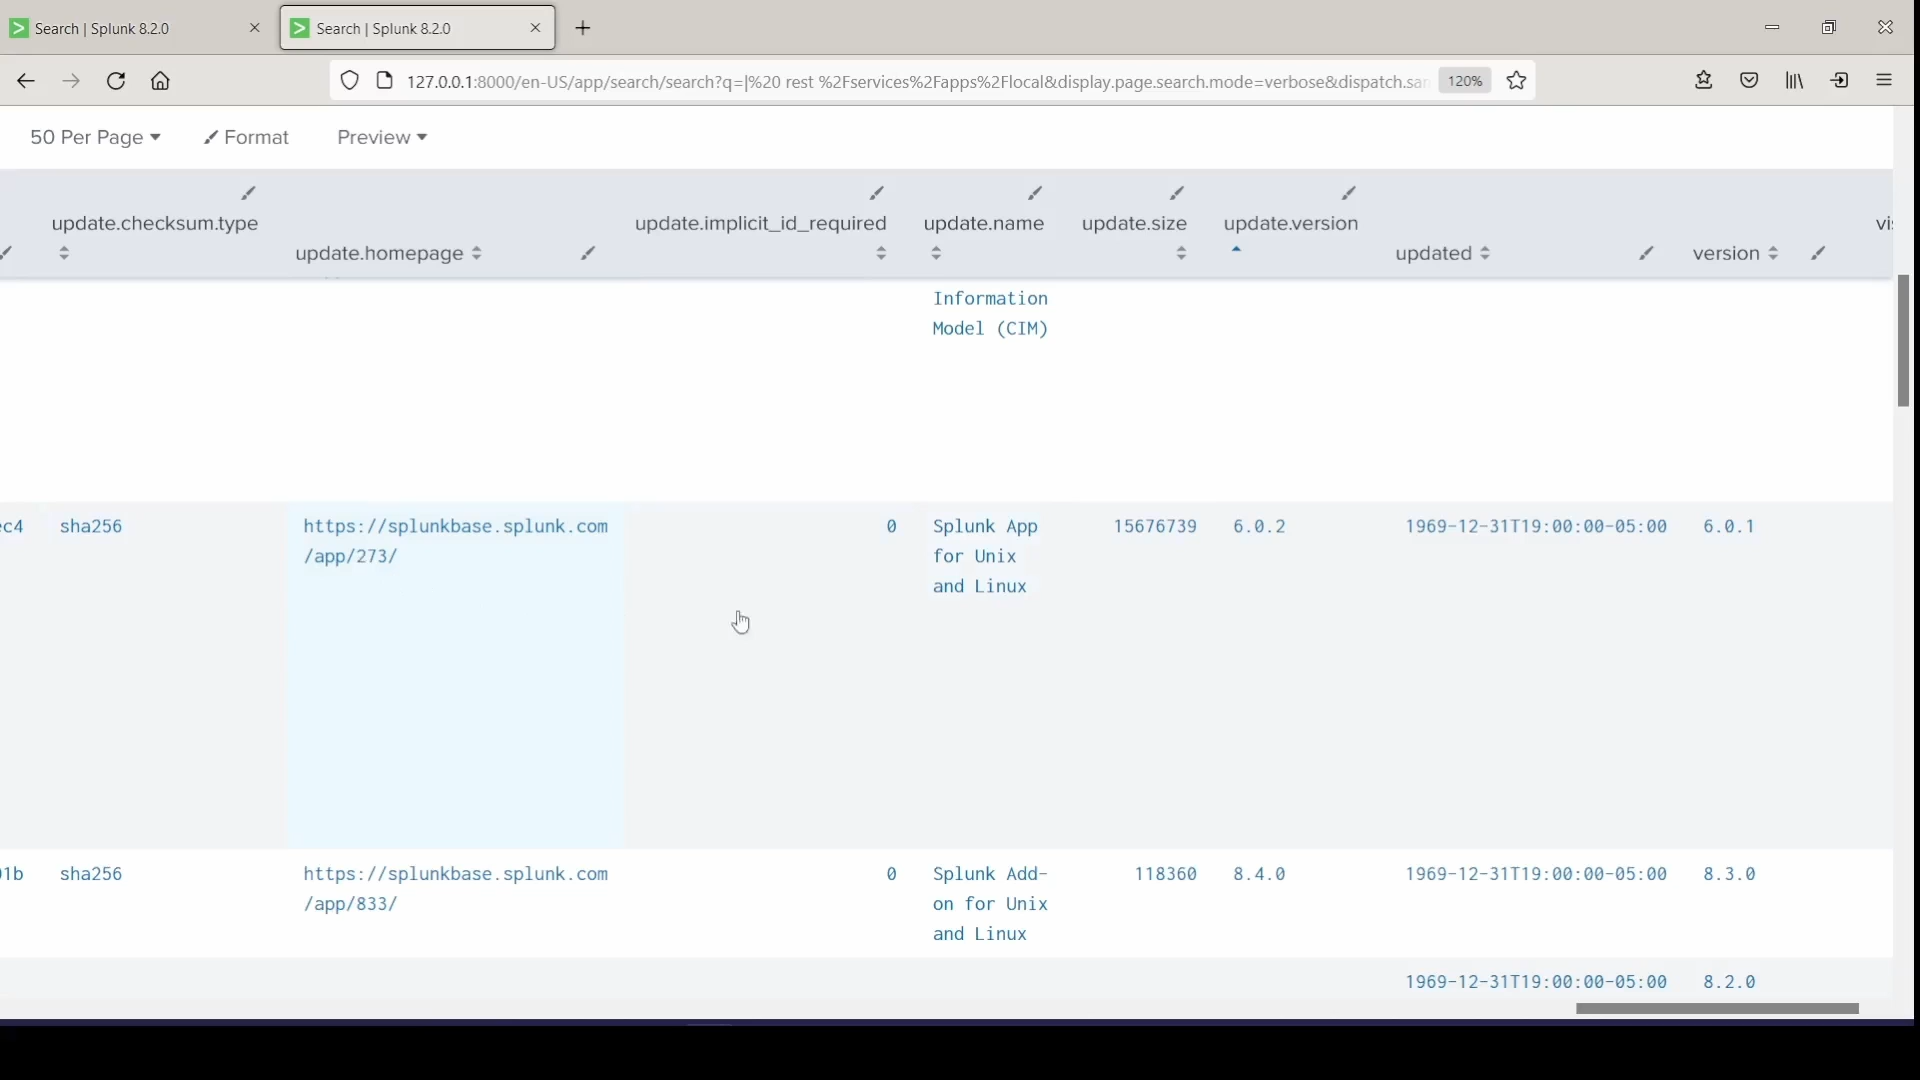 Search | Splunk 8.2.0
Search | Splunk 8.2.0
127.0.0.1:8000/en-US/app/search/search?q=|%20 rest %2Fservices%2Fapps%2Flocal&display.page.search.mode=verbose&dispatch.sar
120%
50 Per Page
Format
Preview
update.checksum.type
update.homepage
update.implicit_id_required
update.name
update.size
update.version
updated
version
Information
Model (CIM)
ec4 sha256 https://splunkbase.splunk.com 0 Splunk App 15676739 6.0.2 1969-12-31T19:00:00-05:00 6.0.1
/app/273/ for Unix
and Linux
01b sha256 https://splunkbase.splunk.com 0 Splunk Add- 118360 8.4.0 1969-12-31T19:00:00-05:00 8.3.0
/app/833/ on for Unix
and Linux
1969-12-31T19:00:00-05:00 8.2.0